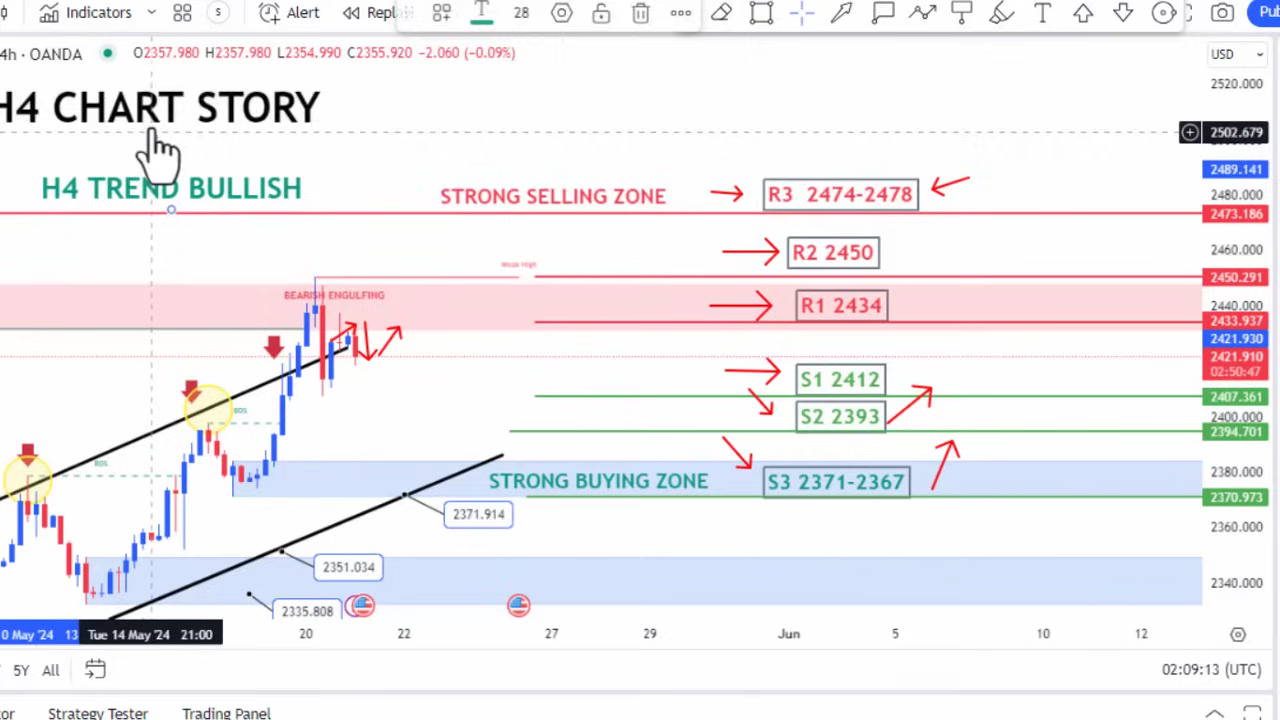 Indicators
S
Alert
Repl
28
T
Pu
4h · OANDA
O2357.980 H2357.980 L2354.990 C2355.920 −2.060 (−0.09%)
USD
2520.000
H4 CHART STORY
2502.679
H4 TREND BULLISH
2489.141
STRONG SELLING ZONE
R3 2474-2478
2480.000
2473.186
R2 2450
2460.000
Weak High
2450.291
BEARISH ENGULFING
R1 2434
2440.000
2433.937
2421.930
2421.910
02:50:47
S1 2412
2407.361
BOS
S2 2393
2400.000
2394.701
BOS
STRONG BUYING ZONE
S3 2371-2367
2380.000
2370.973
2371.914
2360.000
2351.034
2340.000
2335.808
0 May '24 13 Tue 14 May '24 21:00 20 22 27 29 Jun 5 10 12
5Y All
02:09:13 (UTC)
tor Strategy Tester Trading Panel